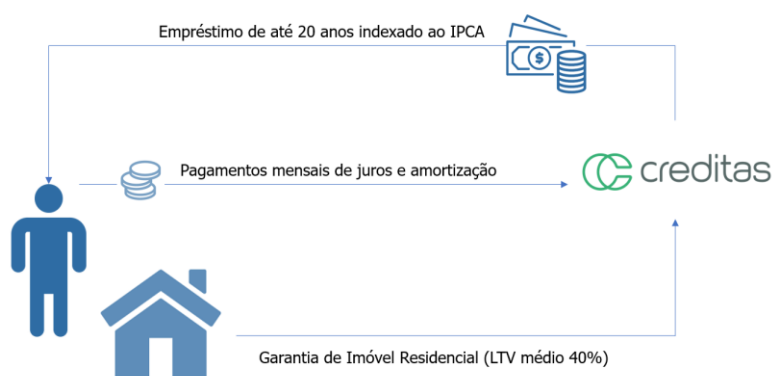 Empréstimo de até 20 anos indexado ao IPCA
$
Pagamentos mensais de juros e amortização
creditas
Garantia de Imóvel Residencial (LTV médio 40%)